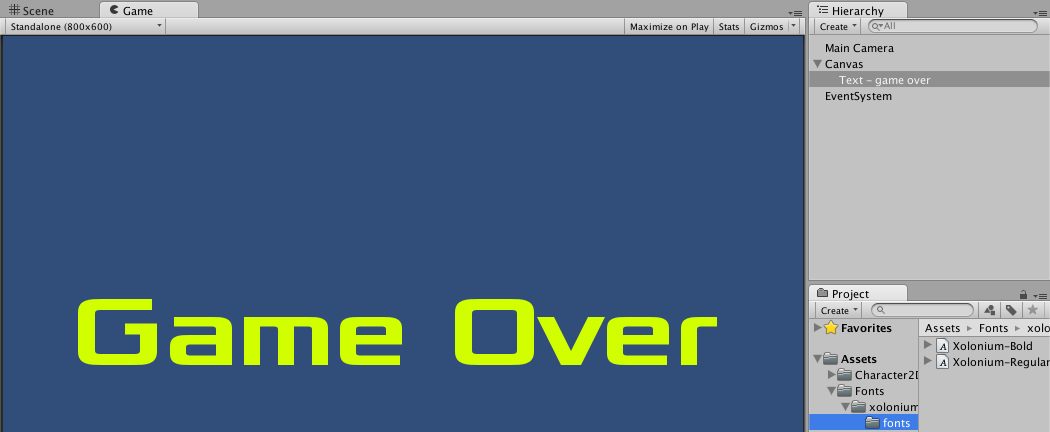 Scene
Game
Standalone (800x600)
Maximize on Play
Stats
Gizmos
Game Over
Hierarchy
Create
All
Main Camera
Canvas
Text - game over
EventSystem
Project
Create
Favorites
Assets
Character2D
Fonts
xolonium
fonts
Assets
Fonts
xolo
Xolonium-Bold
Xolonium-Regular